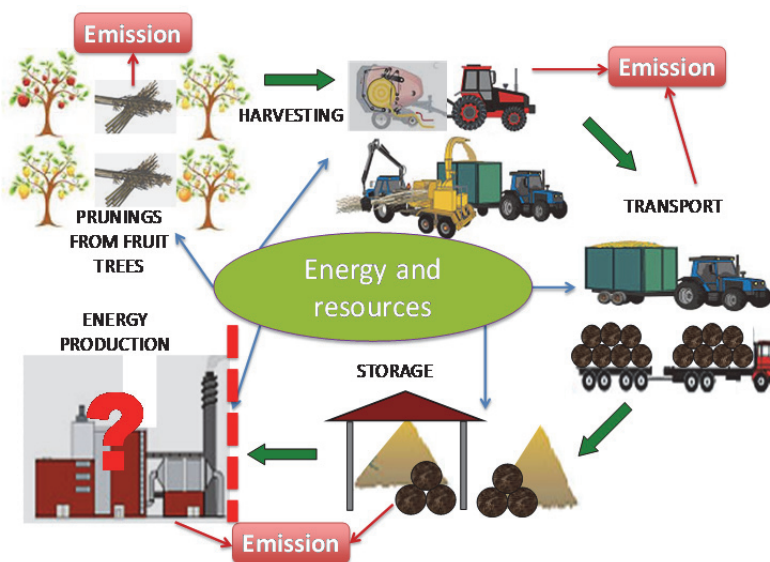 Emission
HARVESTING
Emission
PRUNINGS
FROM FRUIT
TREES
TRANSPORT
Energy and
resources
ENERGY
PRODUCTION
?
STORAGE
Emission